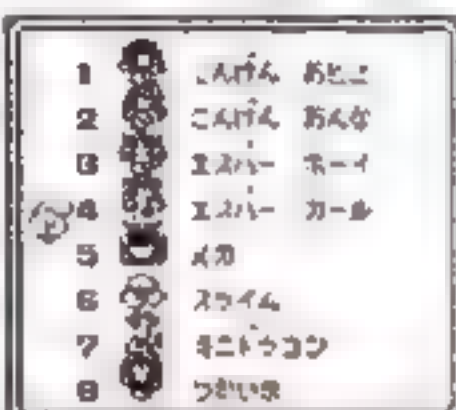 1 にんげん おとこ
2 にんげん おんな
3 エスパー ボーイ
4 エスパー ガール
5 メカ
6 スライム
7 ミニドラゴン
8 つかい魔